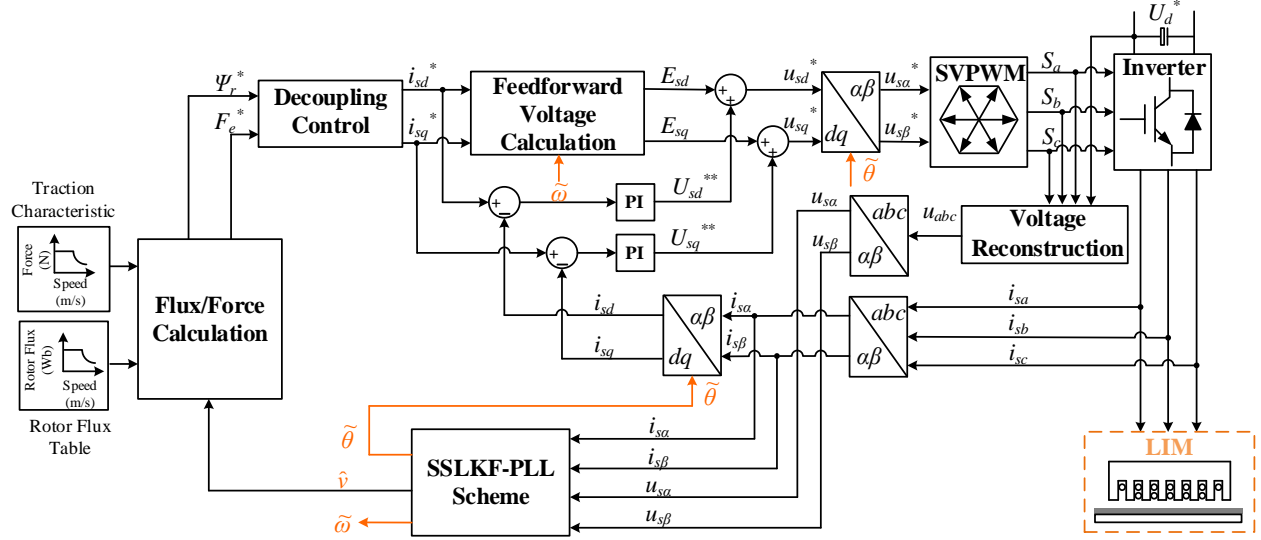 U_d^*
Ψ_r^*
F_e^*
Decoupling
Control
i_sd^*
i_sq^*
Feedforward
Voltage
Calculation
ω̃
E_sd
E_sq
+
+
+
+
u_sd^*
u_sq^*
αβ
dq
θ̃
u_sα^*
u_sβ^*
SVPWM
S_a
S_b
S_c
Inverter
+
−
PI
U_sd^**
+
−
PI
U_sq^**
u_sα
u_sβ
abc
αβ
u_abc
Voltage
Reconstruction
Traction
Characteristic
Force
(N)
Speed
(m/s)
Rotor Flux
(Wb)
Speed
(m/s)
Rotor Flux
Table
Flux/Force
Calculation
i_sd
i_sq
αβ
dq
θ̃
i_sα
i_sβ
abc
αβ
i_sa
i_sb
i_sc
θ̃
v̂
ω̃
SSLKF-PLL
Scheme
i_sα
i_sβ
u_sα
u_sβ
LIM